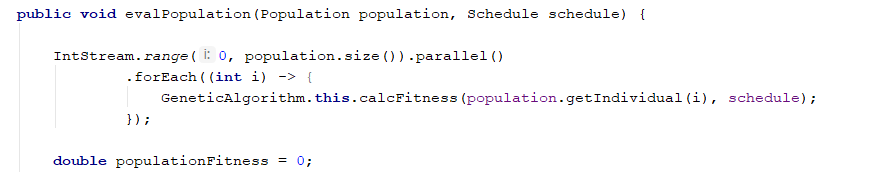 public void evalPopulation(Population population, Schedule schedule) {
IntStream.range( i: 0, population.size()).parallel()
.forEach((int i) -> {
GeneticAlgorithm.this.calcFitness(population.getIndividual(i), schedule);
});
double populationFitness = 0;